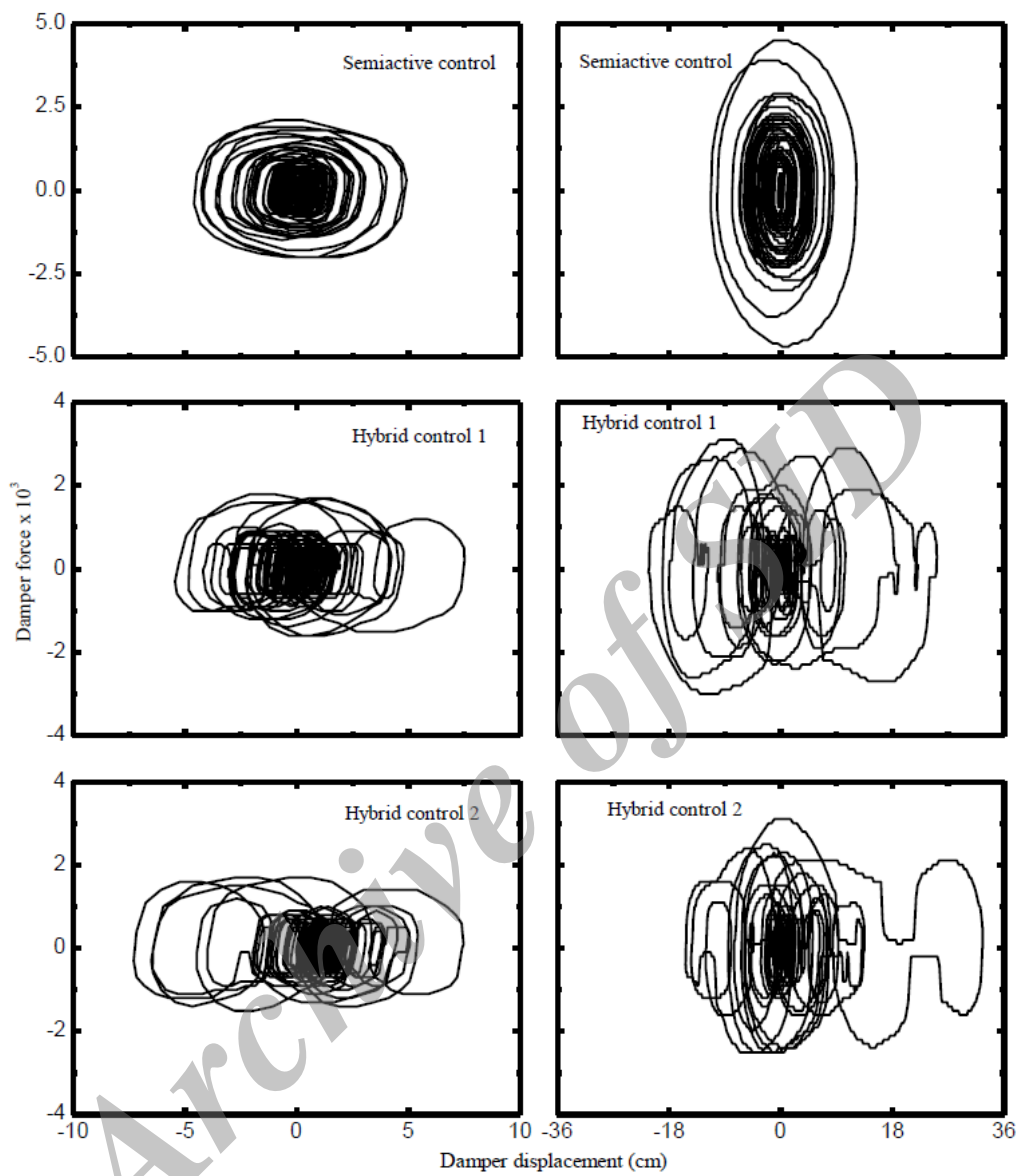 5.0
Semiactive control
Semiactive control
2.5
0.0
-2.5
-5.0
4
Hybrid control 1
Hybrid control 1
2
0
-2
-4
Damper force x 10³
4
Hybrid control 2
Hybrid control 2
2
0
-2
-4
-10 -5 0 5 10
-36 -18 0 18 36
Damper displacement (cm)
Archive of SID